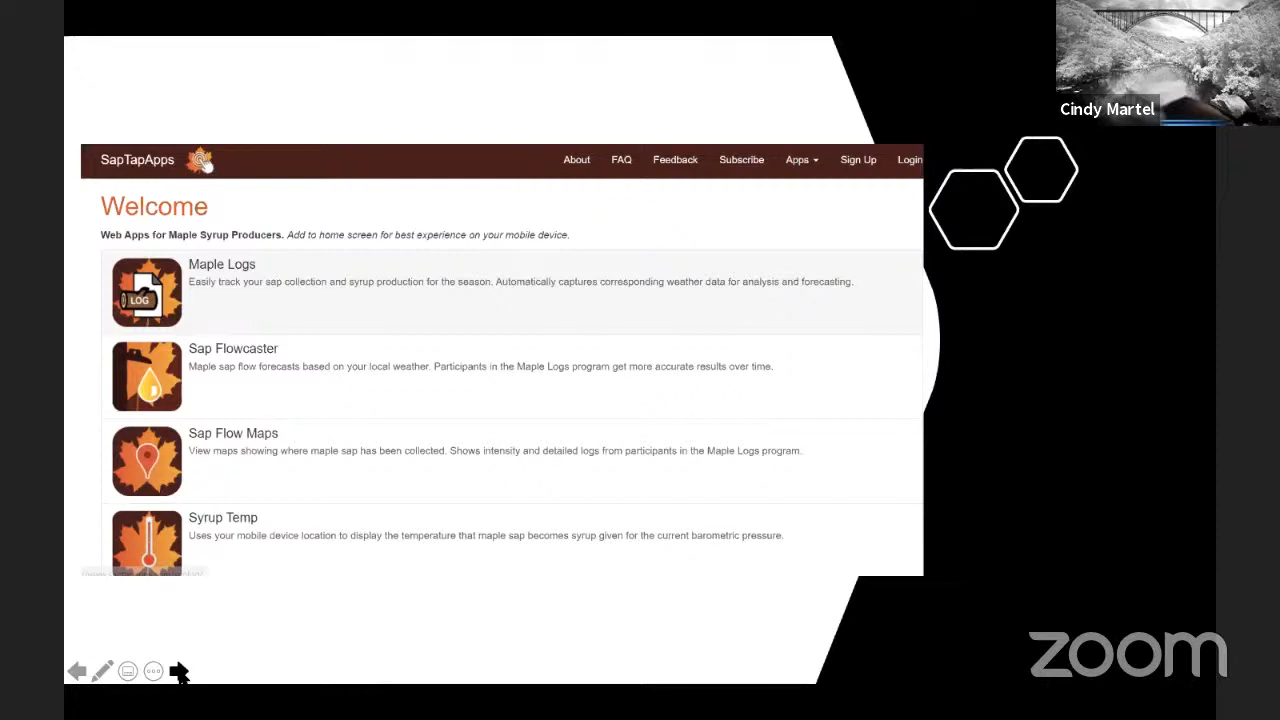 Cindy Martel
SapTapApps
About FAQ Feedback Subscribe Apps Sign Up Login
Welcome
Web Apps for Maple Syrup Producers. Add to home screen for best experience on your mobile device.
Maple Logs
Easily track your sap collection and syrup production for the season. Automatically captures corresponding weather data for analysis and forecasting.
LOG
Sap Flowcaster
Maple sap flow forecasts based on your local weather. Participants in the Maple Logs program get more accurate results over time.
Sap Flow Maps
View maps showing where maple sap has been collected. Shows intensity and detailed logs from participants in the Maple Logs program.
Syrup Temp
Uses your mobile device location to display the temperature that maple sap becomes syrup given for the current barometric pressure.
zoom